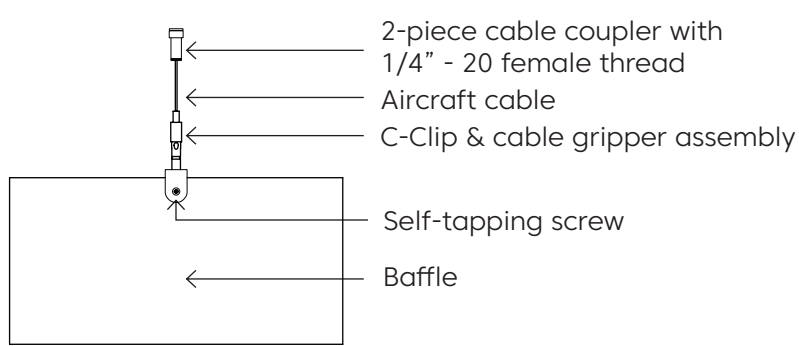 2-piece cable coupler with
1/4” - 20 female thread
Aircraft cable
C-Clip & cable gripper assembly
Self-tapping screw
Baffle